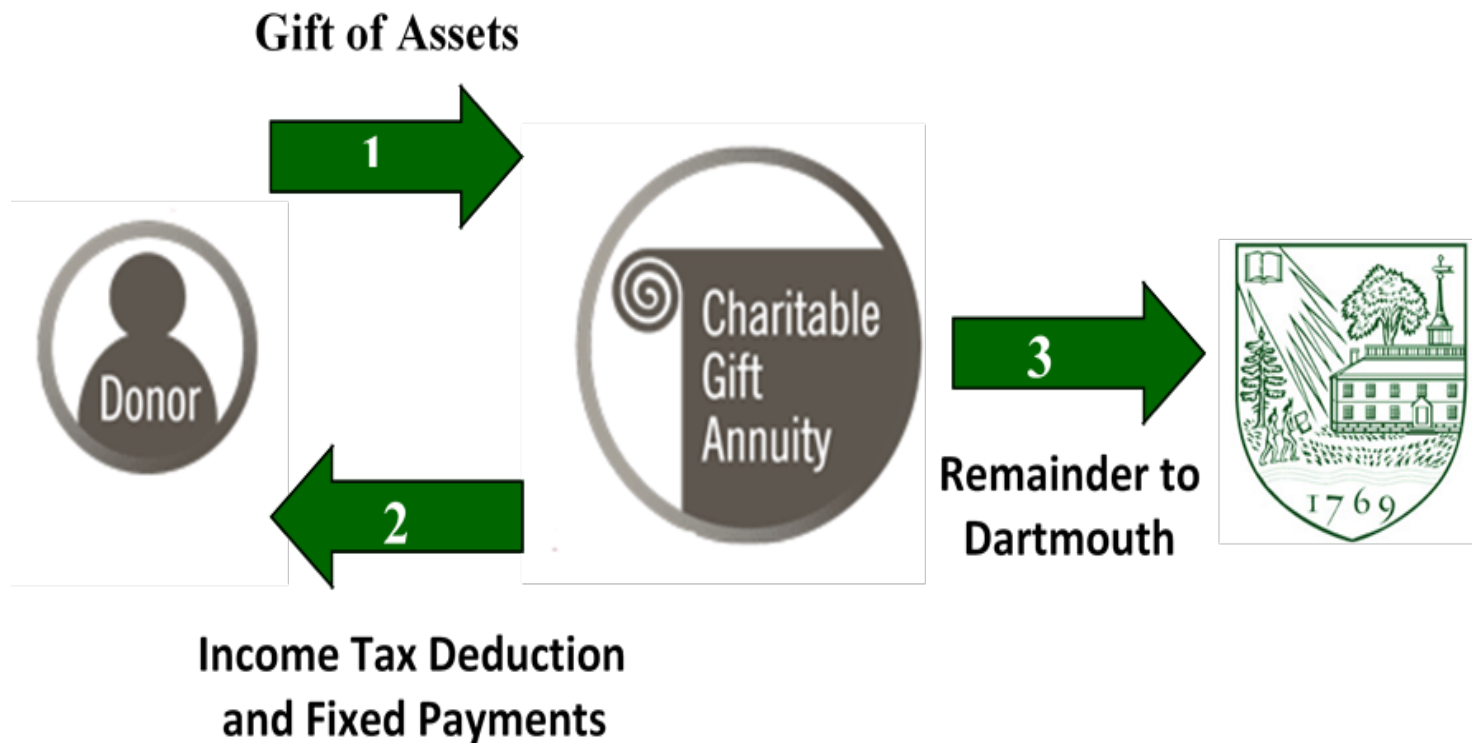 Gift of Assets
1
Donor
Charitable
Gift
Annuity
2
Income Tax Deduction
and Fixed Payments
3
Remainder to
Dartmouth
1769